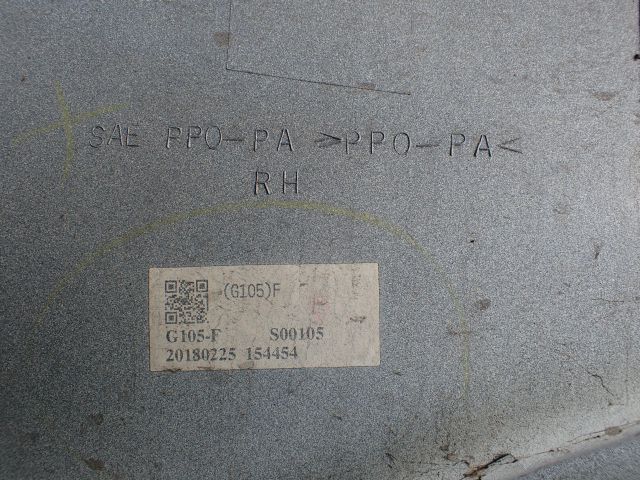 SAE PPO-PA >PPO-PA<
RH
(G105)F
G105-F S00105
20180225 154454